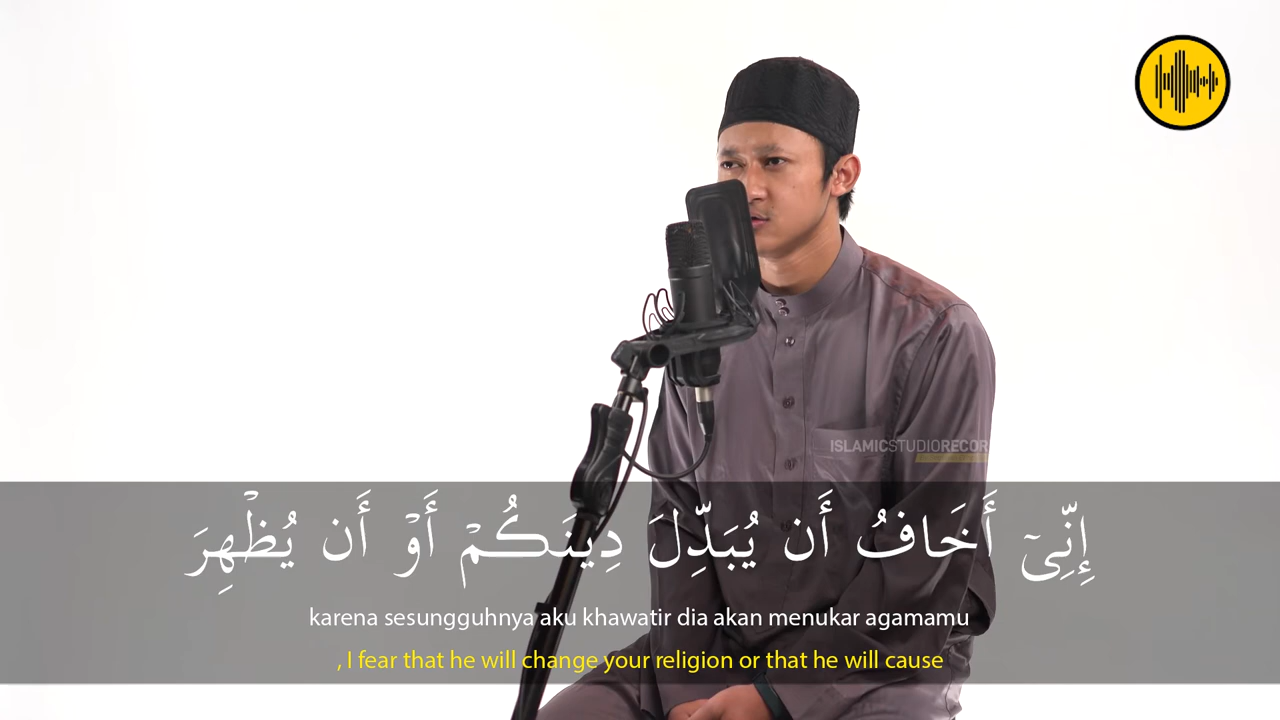 ISLAMICSTUDIORECOR
إِنِّىٓ أَخَافُ أَن يُبَدِّلَ دِينَكُمْ أَوْ أَن يُظْهِرَ
karena sesungguhnya aku khawatir dia akan menukar agamamu
, I fear that he will change your religion or that he will cause